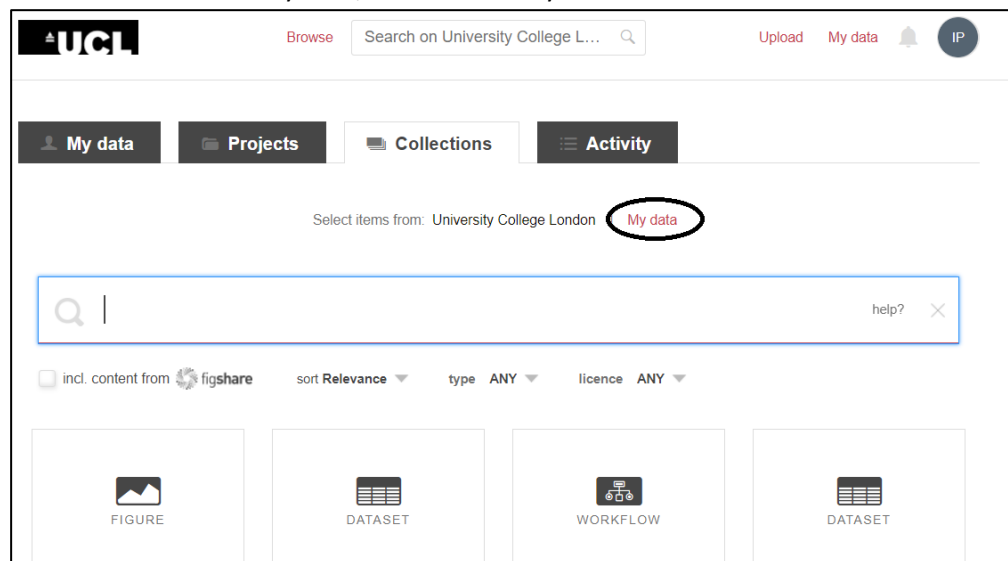 UCL Browse Search on University College L... Upload My data IP
My data Projects Collections Activity
Select items from: University College London My data
help?
incl. content from figshare sort Relevance type ANY licence ANY
FIGURE DATASET WORKFLOW DATASET